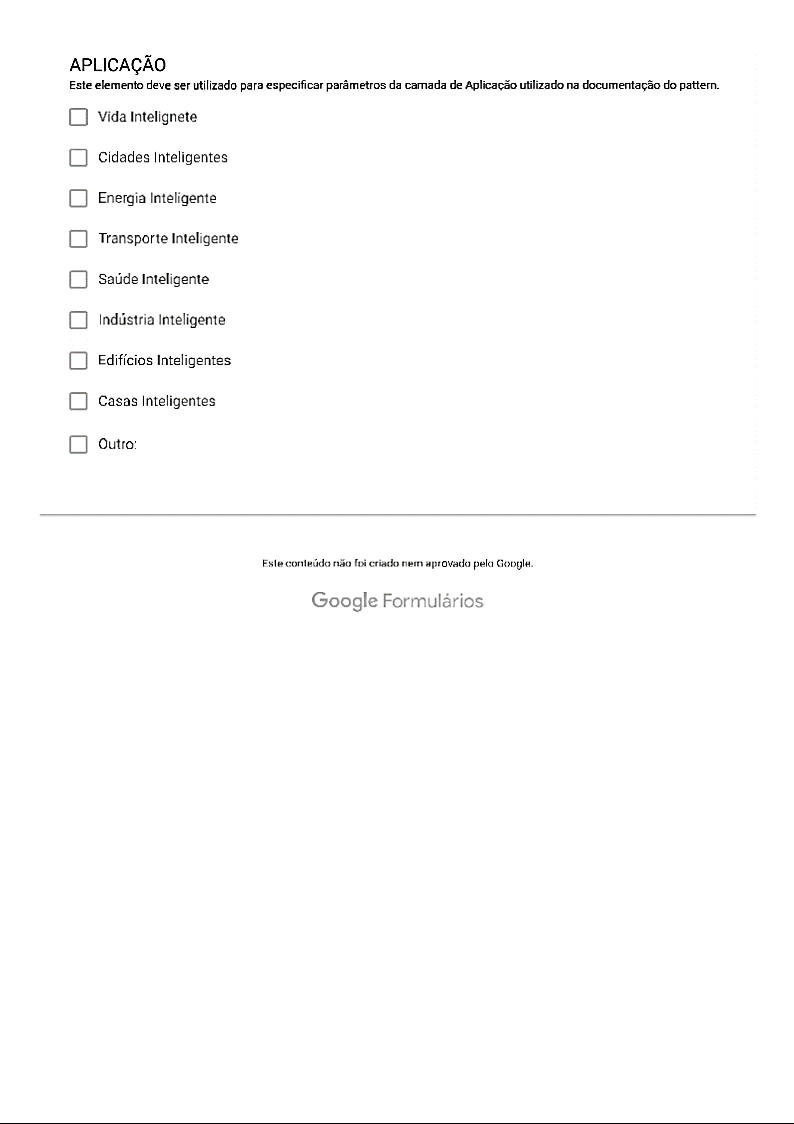 APLICAÇÃO
Este elemento deve ser utilizado para especificar parâmetros da camada de Aplicação utilizado na documentação do pattern.
Vida Intelignete
Cidades Inteligentes
Energia Inteligente
Transporte Inteligente
Saúde Inteligente
Indústria Inteligente
Edifícios Inteligentes
Casas Inteligentes
Outro:
Este conteúdo não foi criado nem aprovado pelo Google.
Google Formulários